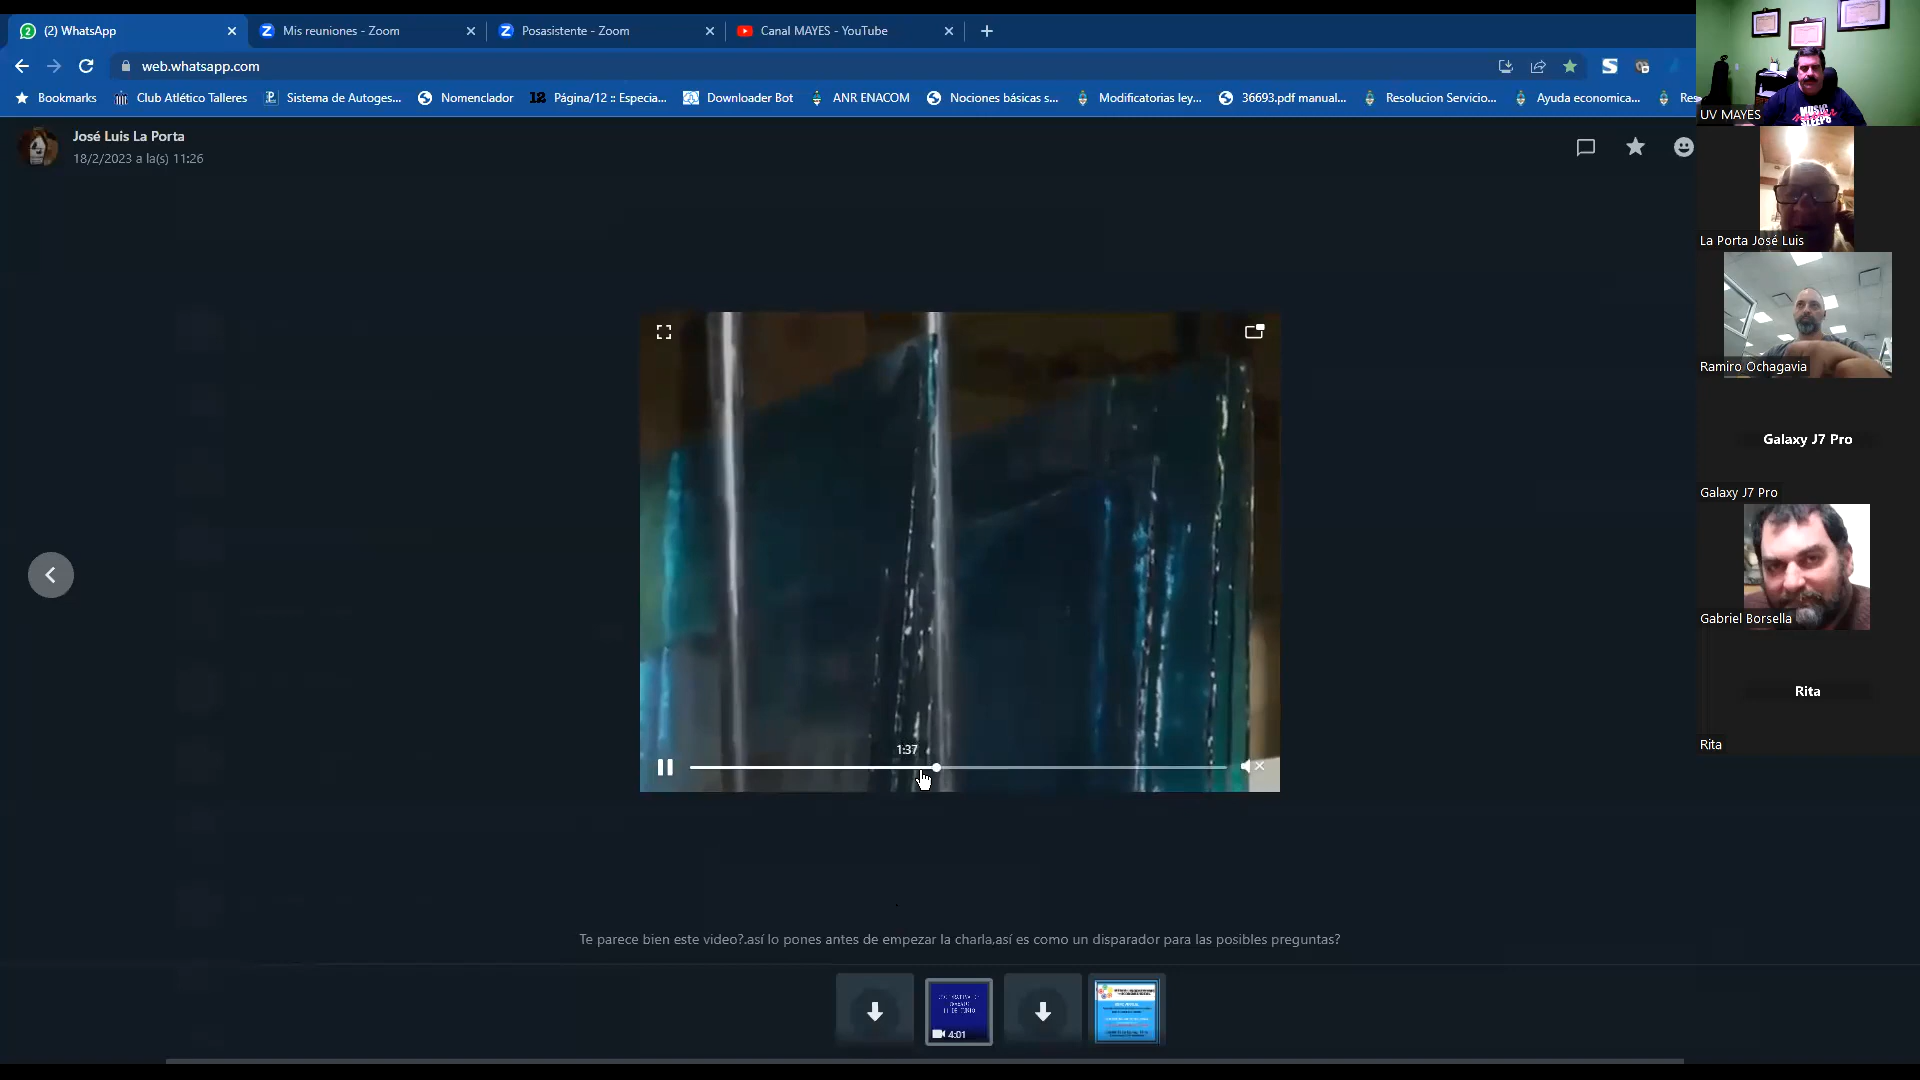 (2) WhatsApp
Mis reuniones - Zoom
Posasistente - Zoom
Canal MAYES - YouTube
web.whatsapp.com
Bookmarks
Club Atlético Talleres
Sistema de Autoges...
Nomenclador
12 Página/12 :: Especia...
Downloader Bot
ANR ENACOM
Nociones básicas s...
Modificatorias ley...
36693.pdf manual...
Resolucion Servicio...
Ayuda economica...
Res
José Luis La Porta
18/2/2023 a la(s) 11:26
UV MAYES
MUSIC
SLEEPS
La Porta José Luis
Ramiro Ochagavia
Galaxy J7 Pro
Galaxy J7 Pro
Gabriel Borsella
Rita
Rita
1:37
Te parece bien este video?.así lo pones antes de empezar la charla,así es como un disparador para las posibles preguntas?
4:01